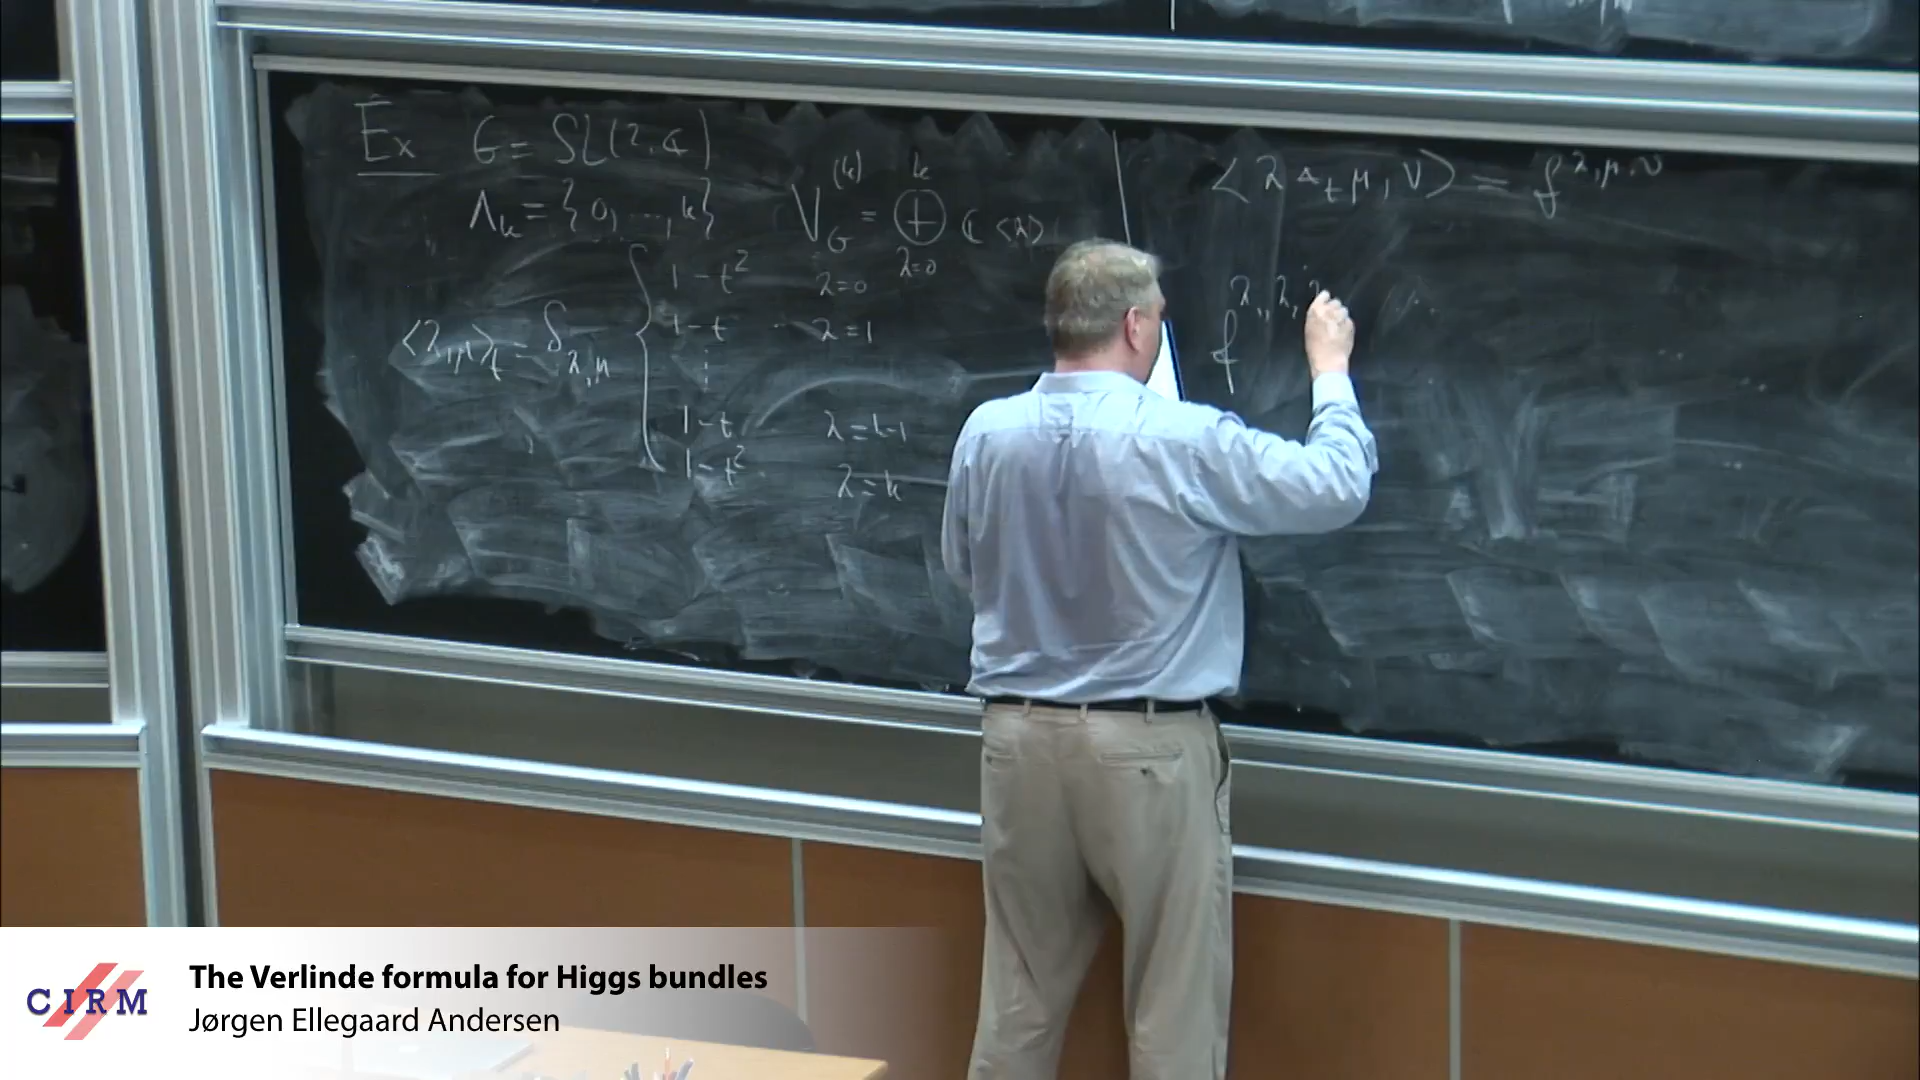 Ex G = SL(2, ℂ)
Λ_k = {0, ..., k} V_G^{(k)} = ⊕_{λ=0}^{k} ℂ<λ>
<λ, μ>_t = δ_{λ,μ} {
1 - t² λ=0
1 - t λ=1
⋮
1 - t λ=k-1
1 - t² λ=k
<λ *_t μ, ν> = f^{λ,μ,ν}
f^{λ₁, λ,
CIRM
The Verlinde formula for Higgs bundles
Jørgen Ellegaard Andersen